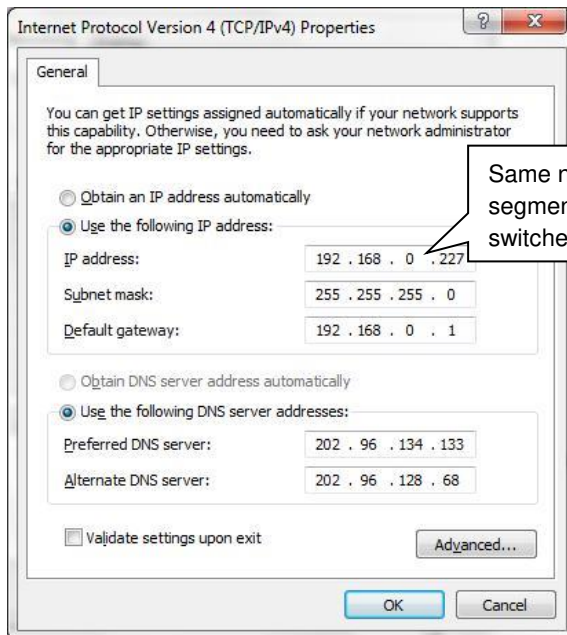 Internet Protocol Version 4 (TCP/IPv4) Properties
General
You can get IP settings assigned automatically if your network supports
this capability. Otherwise, you need to ask your network administrator
for the appropriate IP settings.
Obtain an IP address automatically
Use the following IP address:
IP address: 192 . 168 . 0 . 227
Subnet mask: 255 . 255 . 255 . 0
Default gateway: 192 . 168 . 0 . 1
Same
segmen
switche
Obtain DNS server address automatically
Use the following DNS server addresses:
Preferred DNS server: 202 . 96 . 134 . 133
Alternate DNS server: 202 . 96 . 128 . 68
Validate settings upon exit
Advanced...
OK Cancel